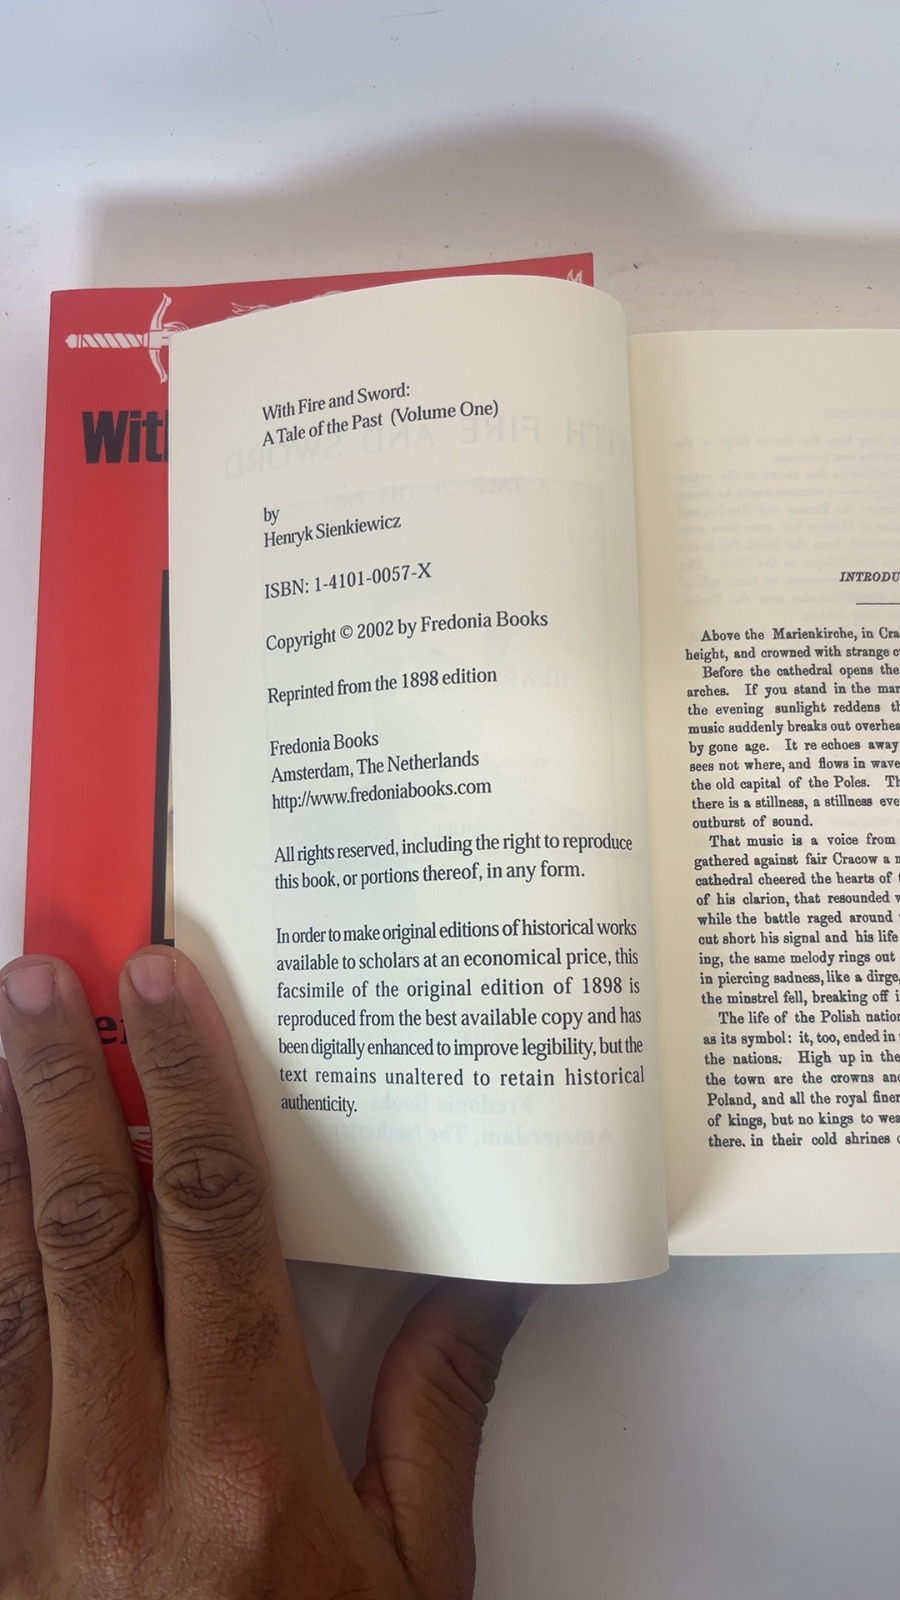 Wit
With Fire and Sword:
A Tale of the Past (Volume One)
by
Henryk Sienkiewicz
ISBN: 1-4101-0057-X
Copyright © 2002 by Fredonia Books
Reprinted from the 1898 edition
Fredonia Books
Amsterdam, The Netherlands
http://www.fredoniabooks.com
All rights reserved, including the right to reproduce
this book, or portions thereof, in any form.
In order to make original editions of historical works
available to scholars at an economical price, this
facsimile of the original edition of 1898 is
reproduced from the best available copy and has
been digitally enhanced to improve legibility, but the
text remains unaltered to retain historical
authenticity.
INTRODU
Above the Marienkirche, in Cra
height, and crowned with strange c
Before the cathedral opens the
arches. If you stand in the mar
the evening sunlight reddens th
music suddenly breaks out overhea
by gone age. It re echoes away
sees not where, and flows in wave
the old capital of the Poles. Th
there is a stillness, a stillness eve
outburst of sound.
That music is a voice from
gathered against fair Cracow a m
cathedral cheered the hearts of t
of his clarion, that resounded w
while the battle raged around
cut short his signal and his life
ing, the same melody rings out
in piercing sadness, like a dirge,
the minstrel fell, breaking off i
The life of the Polish nation
as its symbol: it, too, ended in
the nations. High up in the
the town are the crowns and
Poland, and all the royal finer
of kings, but no kings to wea
there, in their cold shrines